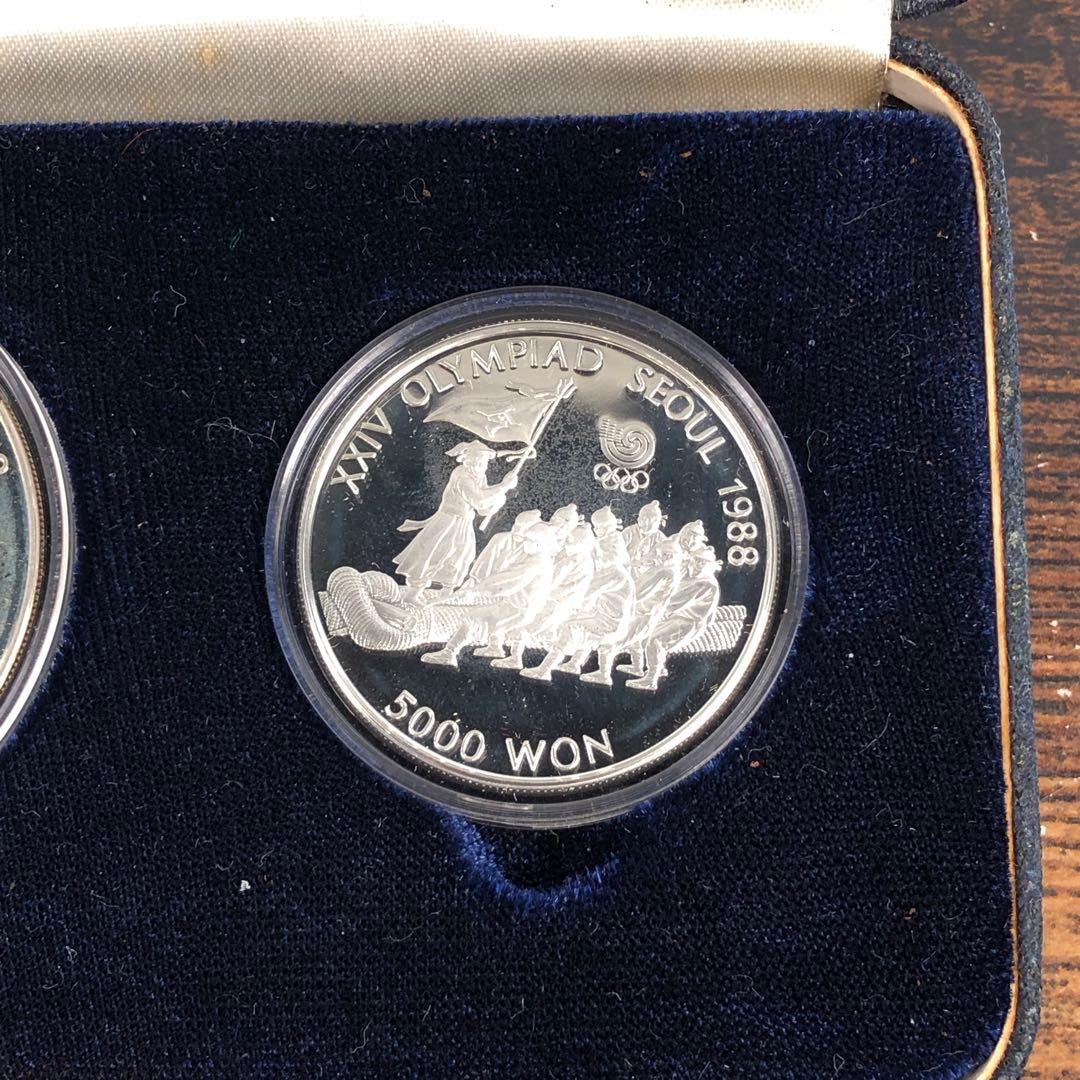 XXIV OLYMPIAD SEOUL 1988
5000 WON